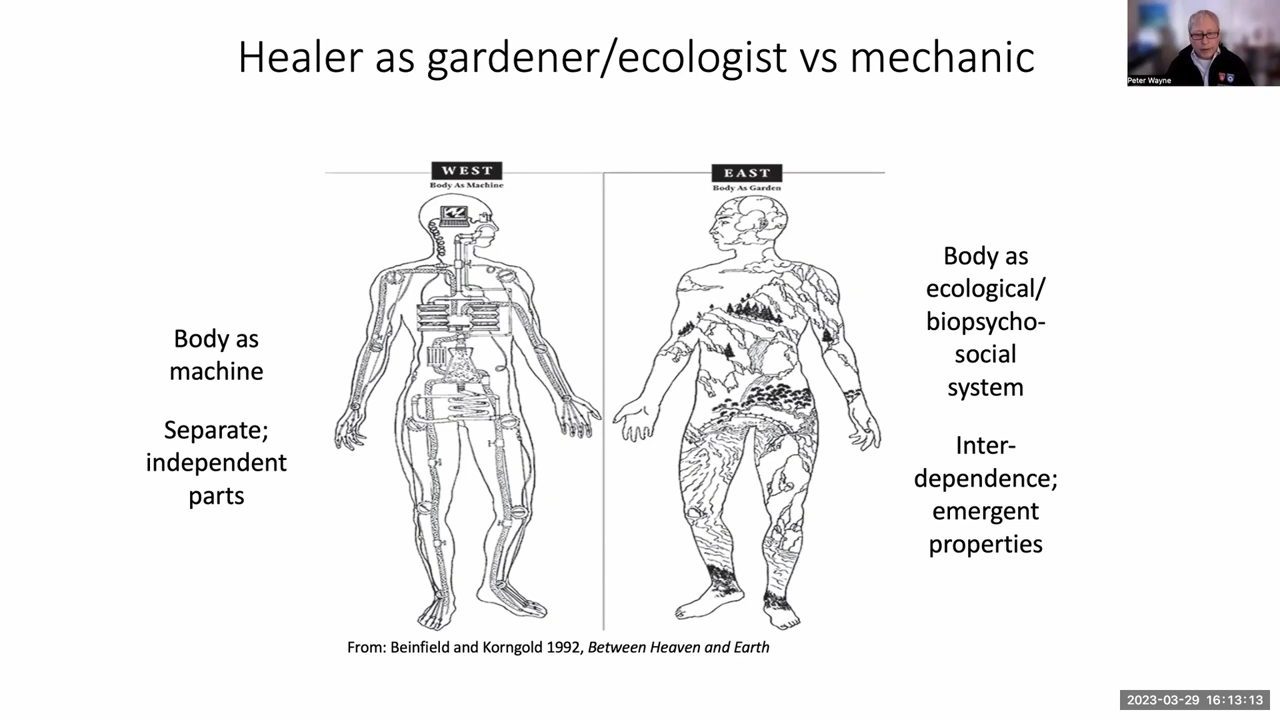 Healer as gardener/ecologist vs mechanic
Peter Wayne
WEST
Body As Machine
EAST
Body As Garden
Body as
machine
Separate;
independent
parts
Body as
ecological/
biopsycho-
social
system
Inter-
dependence;
emergent
properties
From: Beinfield and Korngold 1992, Between Heaven and Earth
2023-03-29 16:13:13